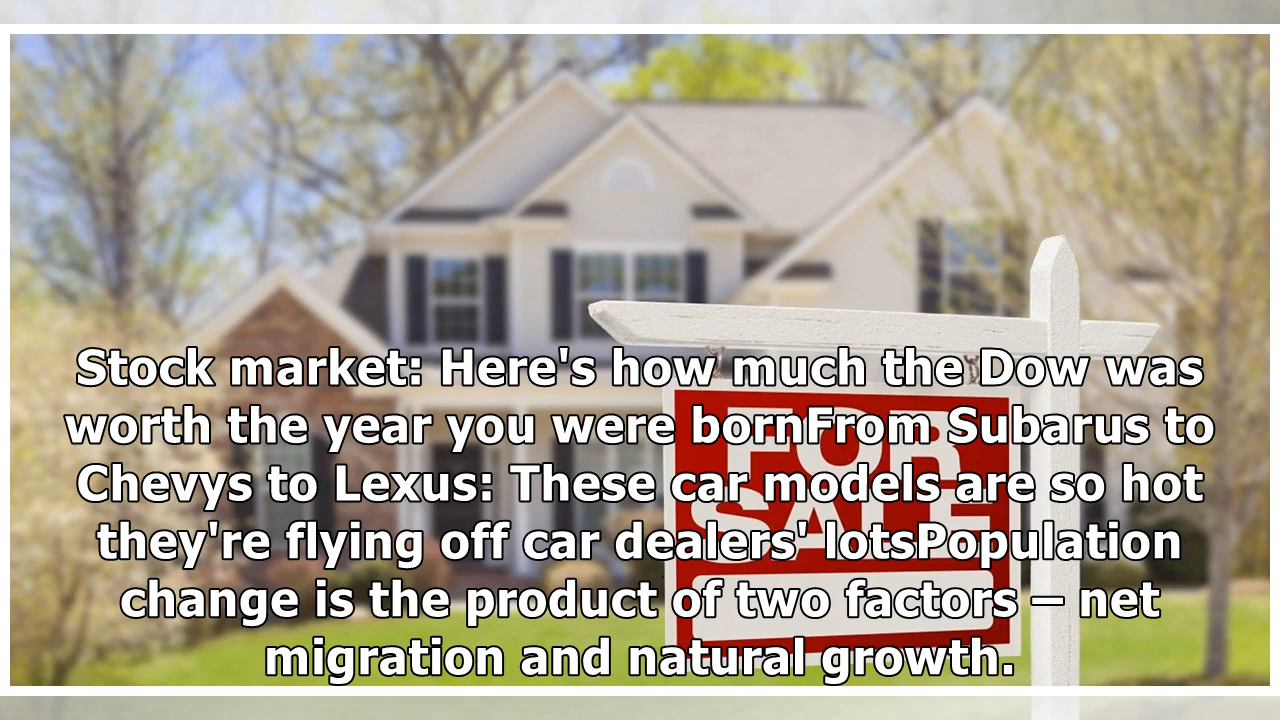 Stock market: Here's how much the Dow was
worth the year you were bornFrom Subarus to
Chevys to Lexus: These car models are so hot
they're flying off car dealers' lotsPopulation
change is the product of two factors – net
migration and natural growth.
FOR
SALE